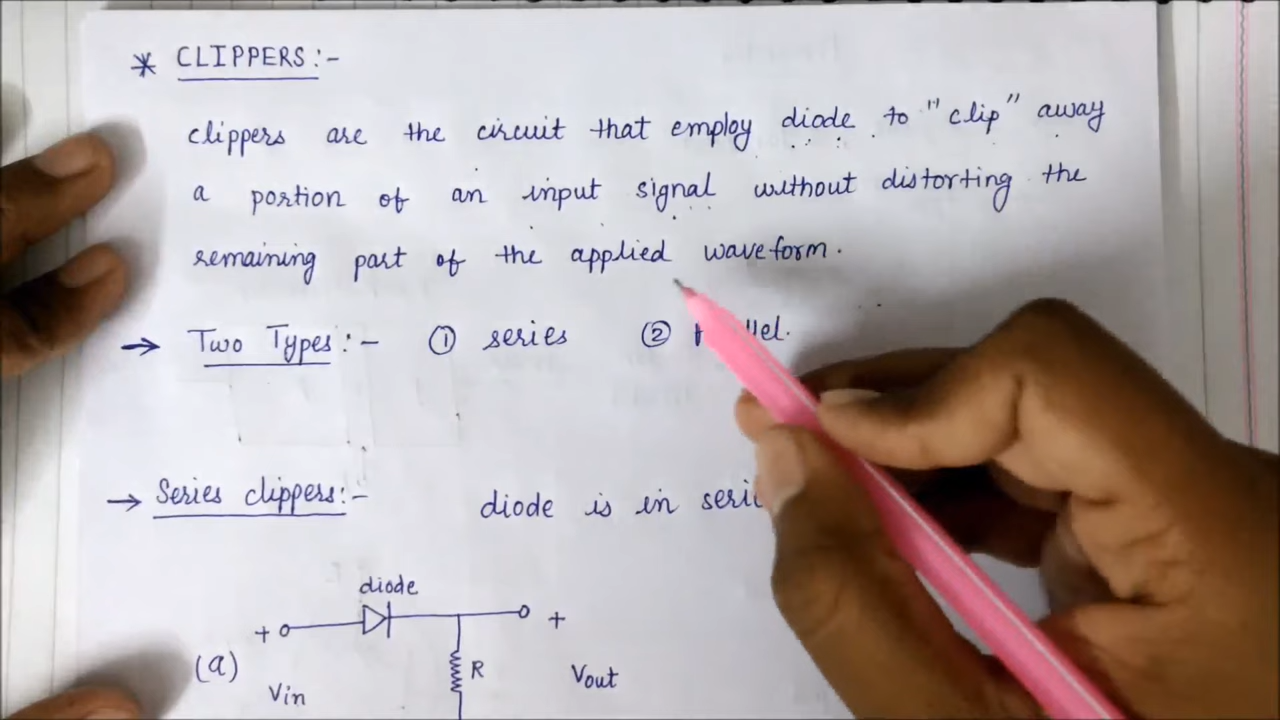 * CLIPPERS:-
clippers are the circuit that employ diode to "clip" away
a portion of an input signal without distorting the
remaining part of the applied waveform.
→ Two Types:- ① series ②
→ Series clippers:- diode is in
diode
+ +
(a) R
Vin Vout